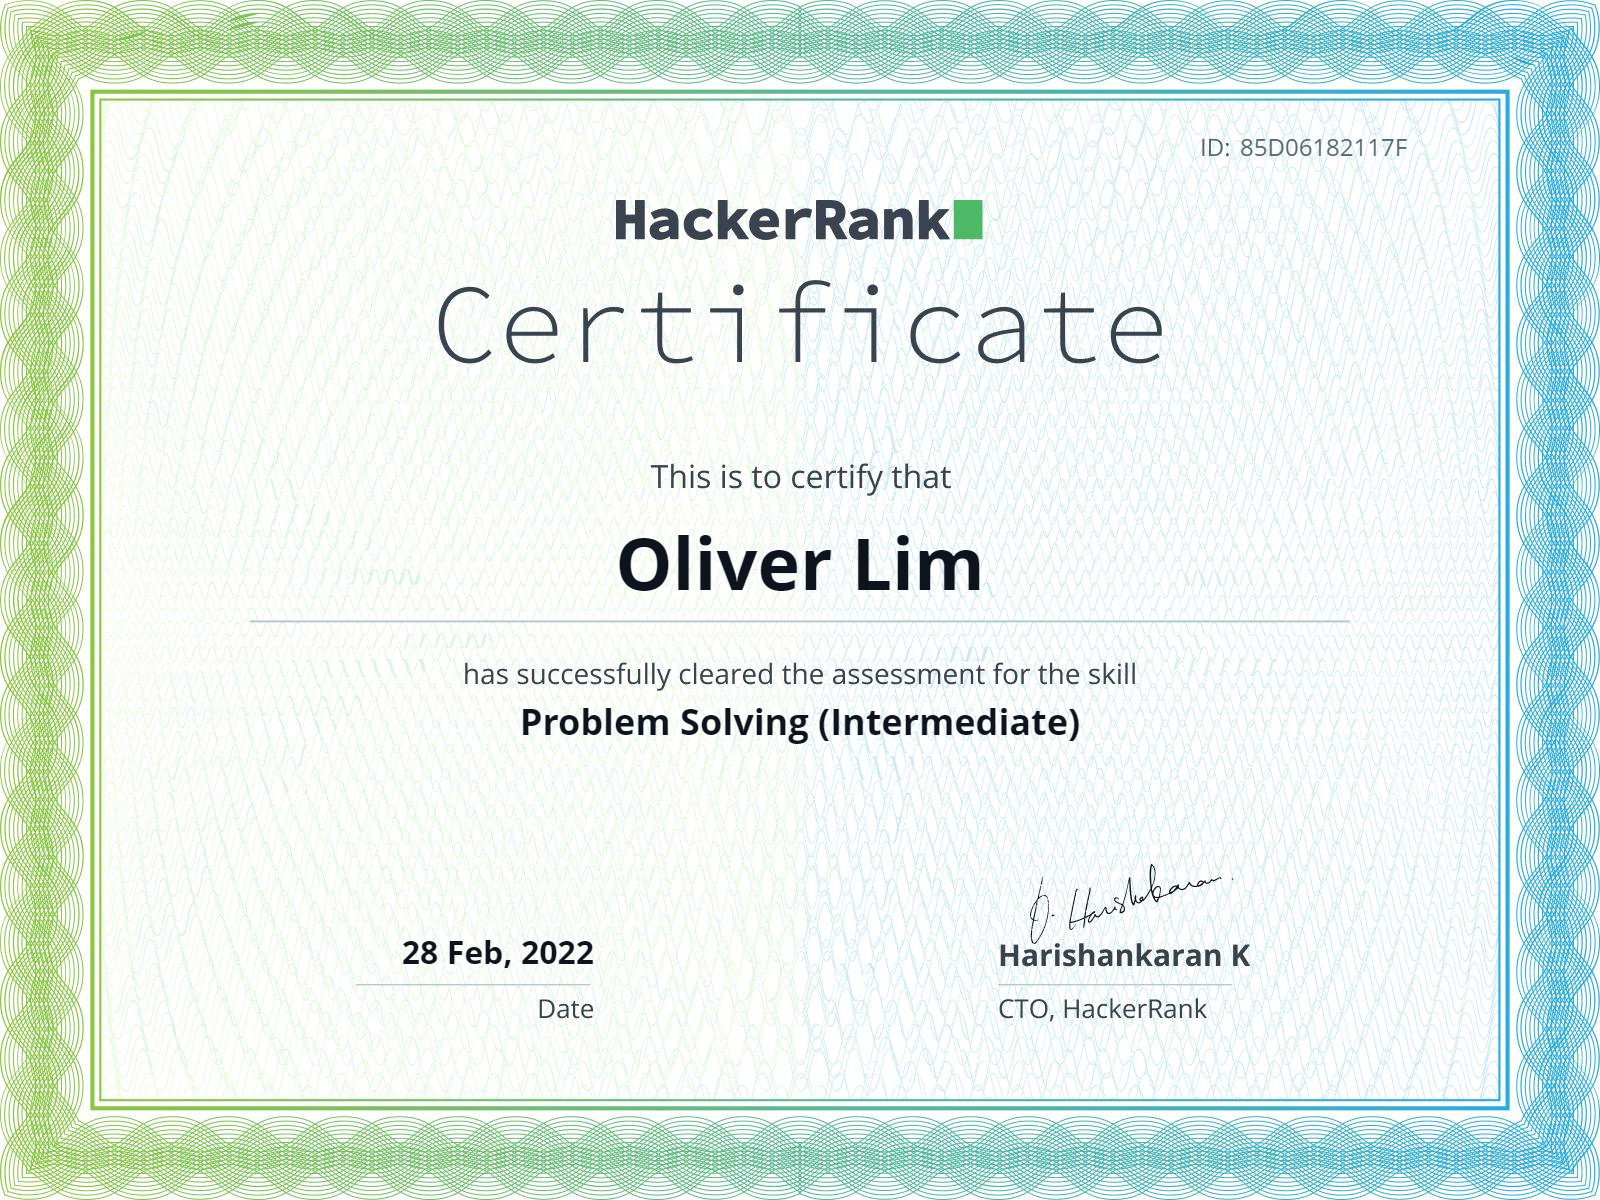 ID: 85D06182117F
HackerRank
Certificate
This is to certify that
Oliver Lim
has successfully cleared the assessment for the skill
Problem Solving (Intermediate)
28 Feb, 2022
Date
J. Harishankaran
Harishankaran K
CTO, HackerRank